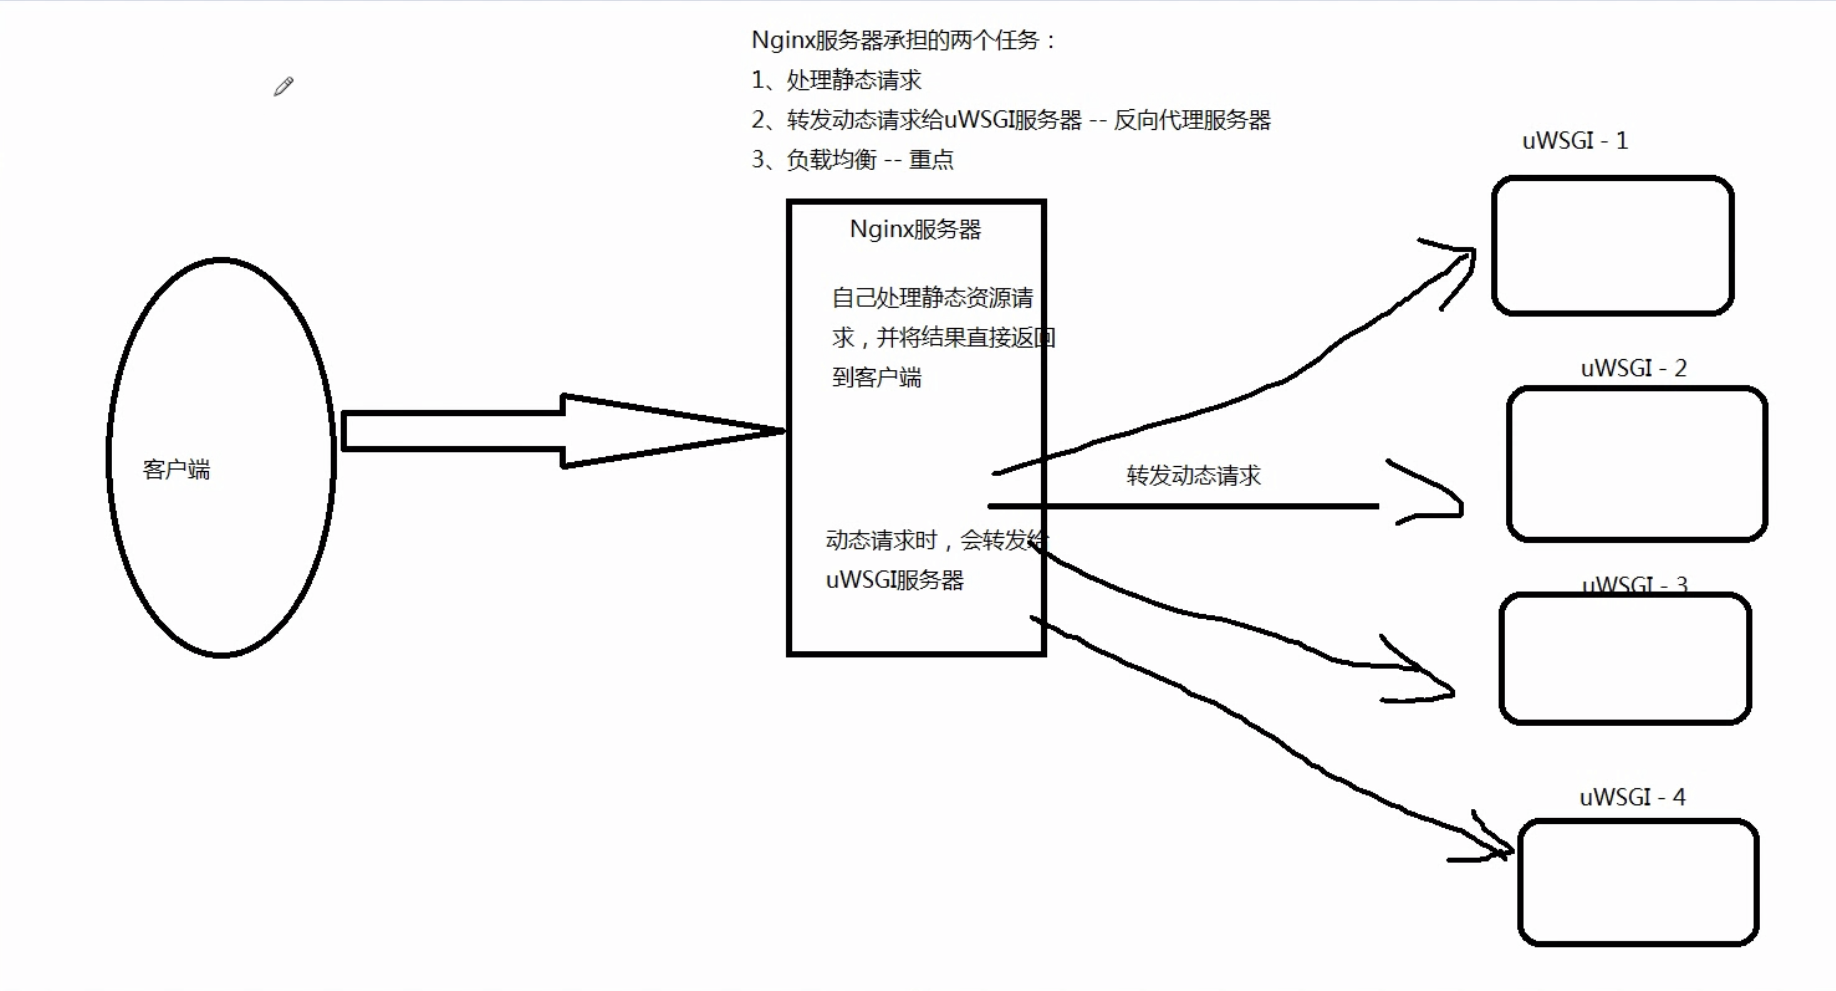 Nginx服务器承担的两个任务：
1、处理静态请求
2、转发动态请求给uWSGI服务器 -- 反向代理服务器
3、负载均衡 -- 重点
客户端
Nginx服务器
自己处理静态资源请
求，并将结果直接返回
到客户端
动态请求时，会转发给
uWSGI服务器
转发动态请求
uWSGI - 1
uWSGI - 2
uWSGI - 3
uWSGI - 4